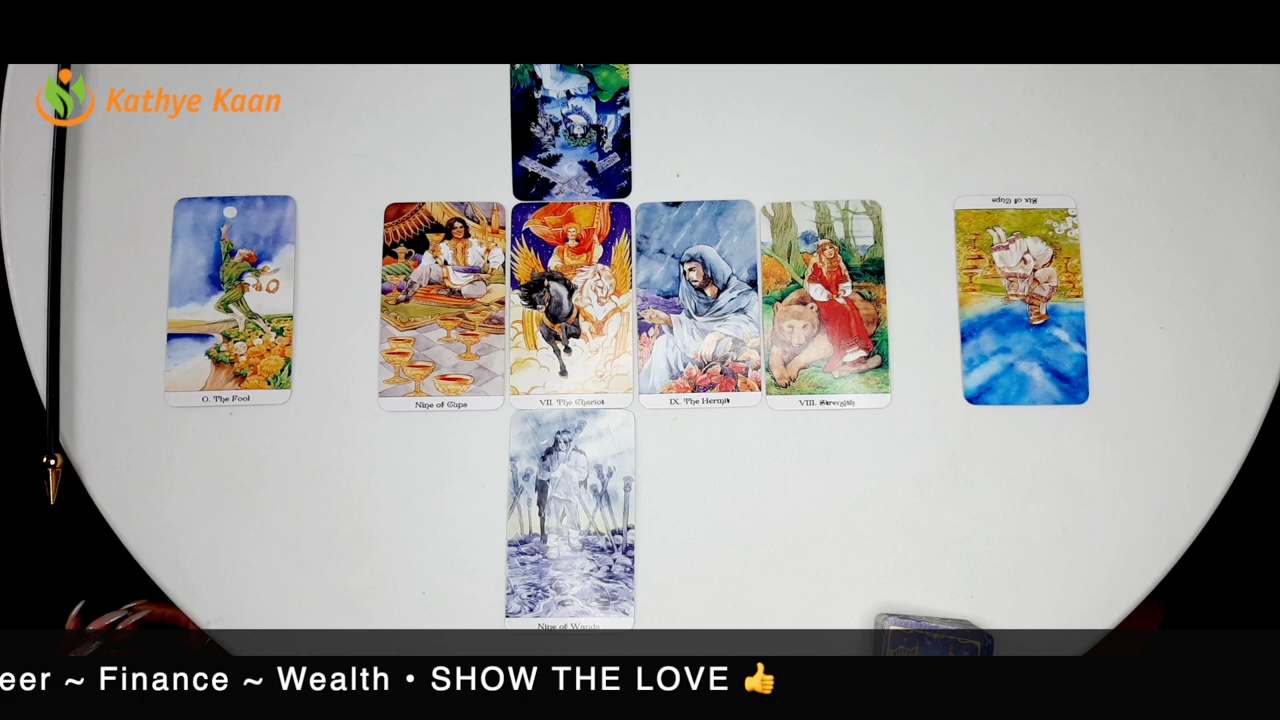 Kathye Kaan
Six of Cups
0. The Fool
Nine of Cups
VII. The Chariot
IX. The Hermit
VIII. Strength
Nine of Wands
eer ~ Finance ~ Wealth • SHOW THE LOVE 👍